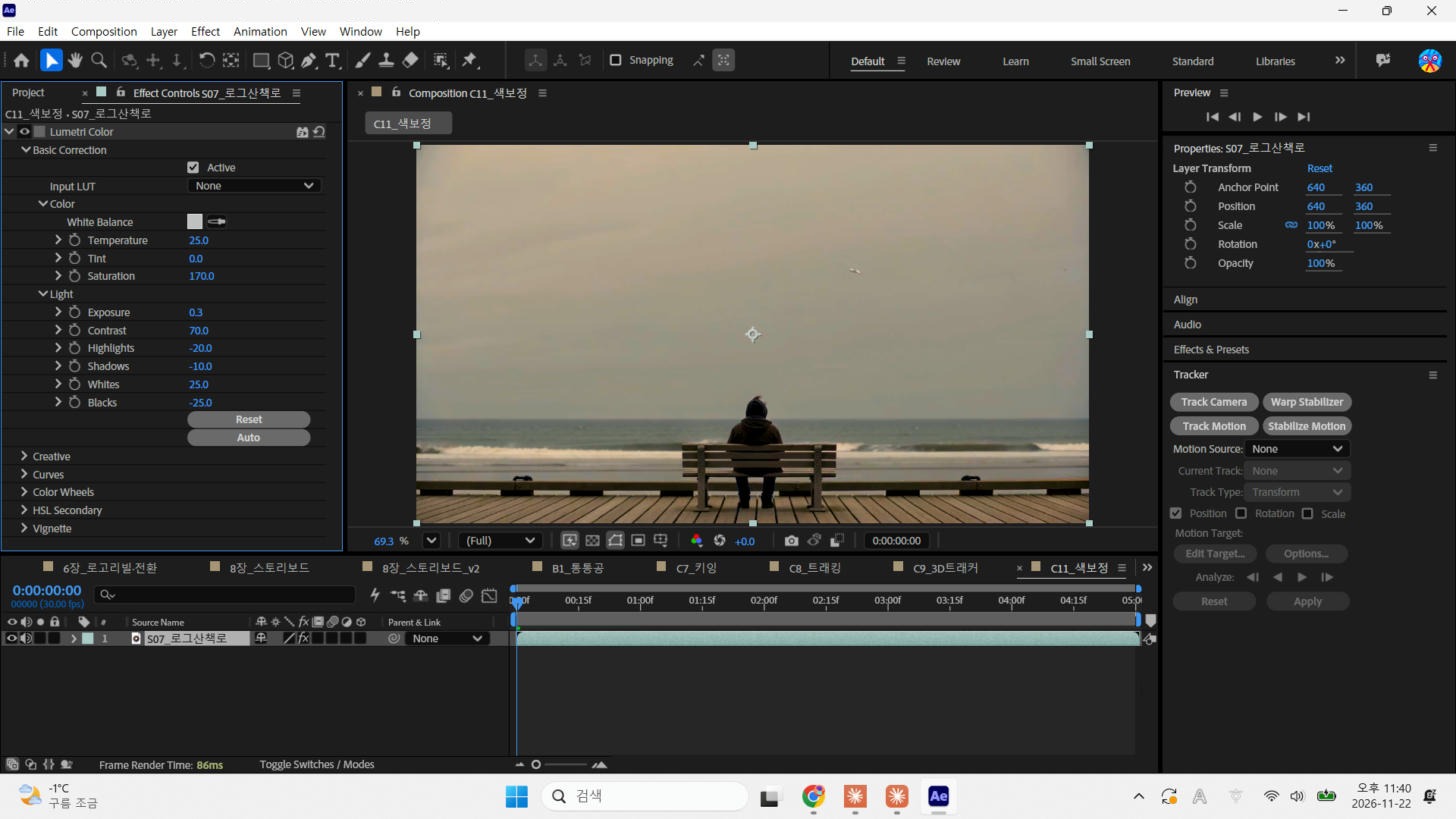 Ae
File Edit Composition Layer Effect Animation View Window Help
Snapping Default Review Learn Small Screen Standard Libraries
Project Effect Controls S07_로그산책로
C11_색보정 • S07_로그산책로
Lumetri Color
Basic Correction
Active
Input LUT None
Color
White Balance
Temperature 25.0
Tint 0.0
Saturation 170.0
Light
Exposure 0.3
Contrast 70.0
Highlights -20.0
Shadows -10.0
Whites 25.0
Blacks -25.0
Reset
Auto
Creative
Curves
Color Wheels
HSL Secondary
Vignette
Composition C11_색보정
C11_색보정
69.3 % (Full) +0.0 0:00:00:00
Preview
Properties: S07_로그산책로
Layer Transform Reset
Anchor Point 640 360
Position 640 360
Scale 100% 100%
Rotation 0x+0°
Opacity 100%
Align
Audio
Effects & Presets
Tracker
Track Camera Warp Stabilizer
Track Motion Stabilize Motion
Motion Source: None
Current Track: None
Track Type: Transform
Position Rotation Scale
Motion Target:
Edit Target... Options...
Analyze:
Reset Apply
6장_로고리빌.전환 8장_스토리보드 8장_스토리보드_v2 B1_통통공 C7_키잉 C8_트래킹 C9_3D트래커 C11_색보정
0:00:00:00
00000 (30.00 fps)
00f 00:15f 01:00f 01:15f 02:00f 02:15f 03:00f 03:15f 04:00f 04:15f 05:0
# Source Name Parent & Link
1 S07_로그산책로 fx None
Frame Render Time: 86ms Toggle Switches / Modes
-1°C
구름 조금
검색
Ae
오후 11:40
2026-11-22